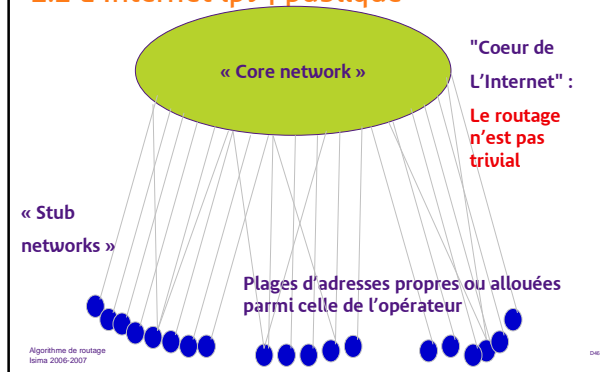 « Core network »
"Coeur de
L'Internet" :
Le routage
n'est pas
trivial
« Stub
networks »
Plages d'adresses propres ou allouées
parmi celle de l'opérateur
Algorithme de routage
Isima 2006-2007
D46